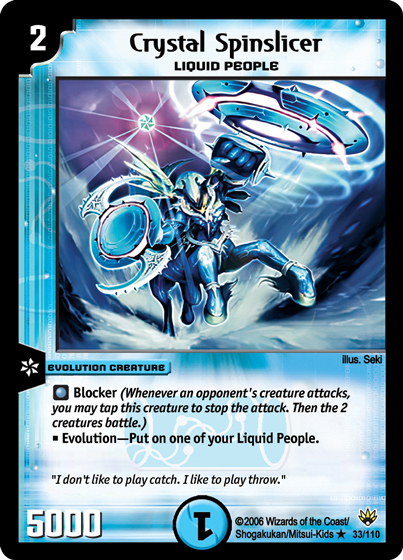 2
Crystal Spinslicer
LIQUID PEOPLE
illus. Seki
EVOLUTION CREATURE
Blocker (Whenever an opponent's creature attacks,
you may tap this creature to stop the attack. Then the 2
creatures battle.)
▪ Evolution—Put on one of your Liquid People.
"I don't like to play catch. I like to play throw."
5000
1
©2006 Wizards of the Coast/
Shogakukan/Mitsui-Kids ★ 33/110